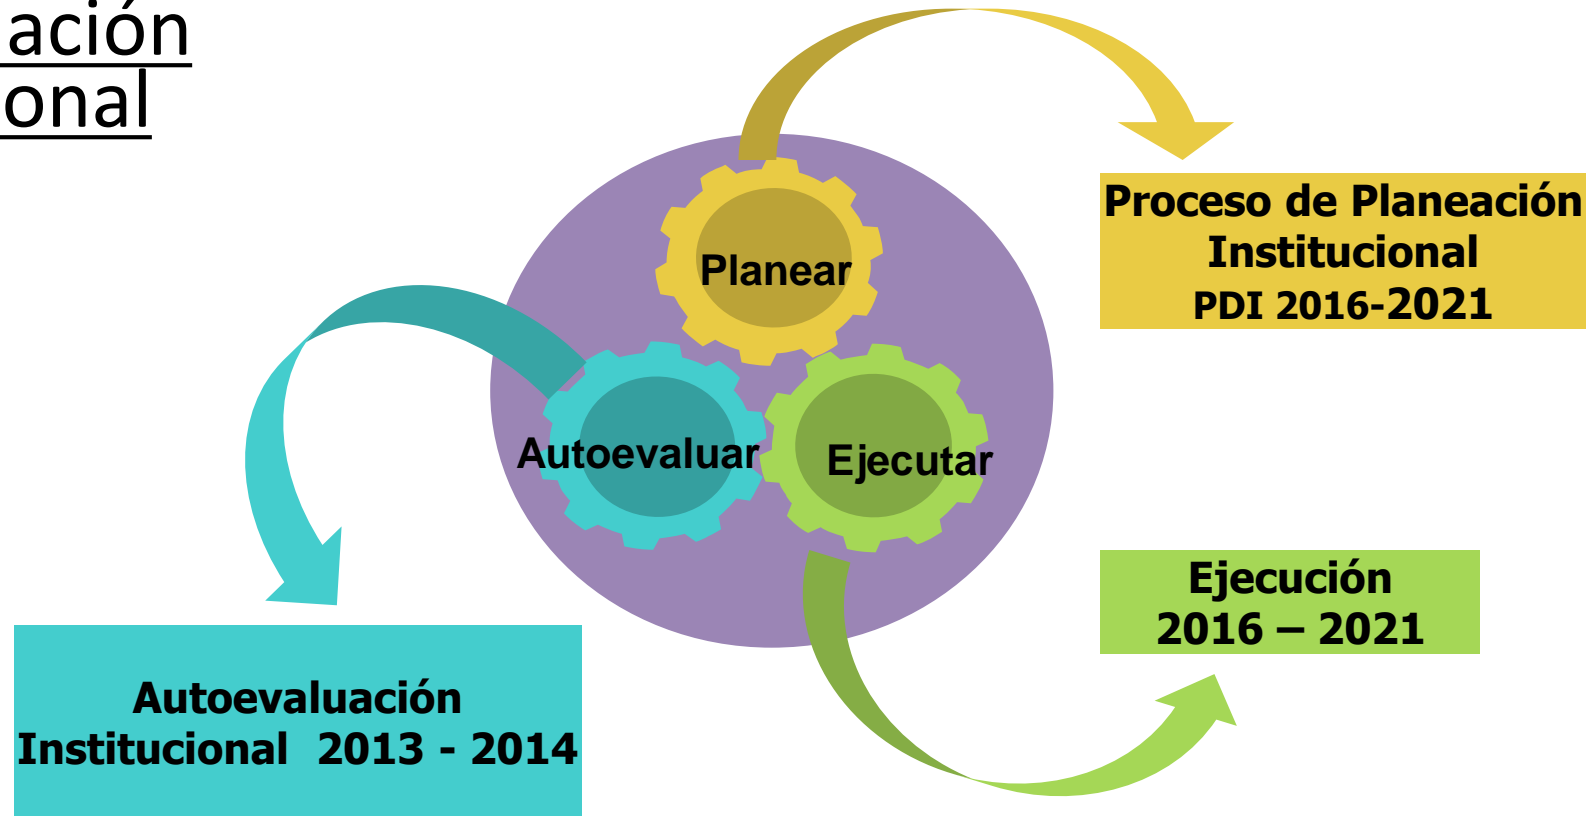 ación
onal
Planear
Proceso de Planeación
Institucional
PDI 2016-2021
Autoevaluar
Ejecutar
Ejecución
2016 – 2021
Autoevaluación
Institucional 2013 - 2014